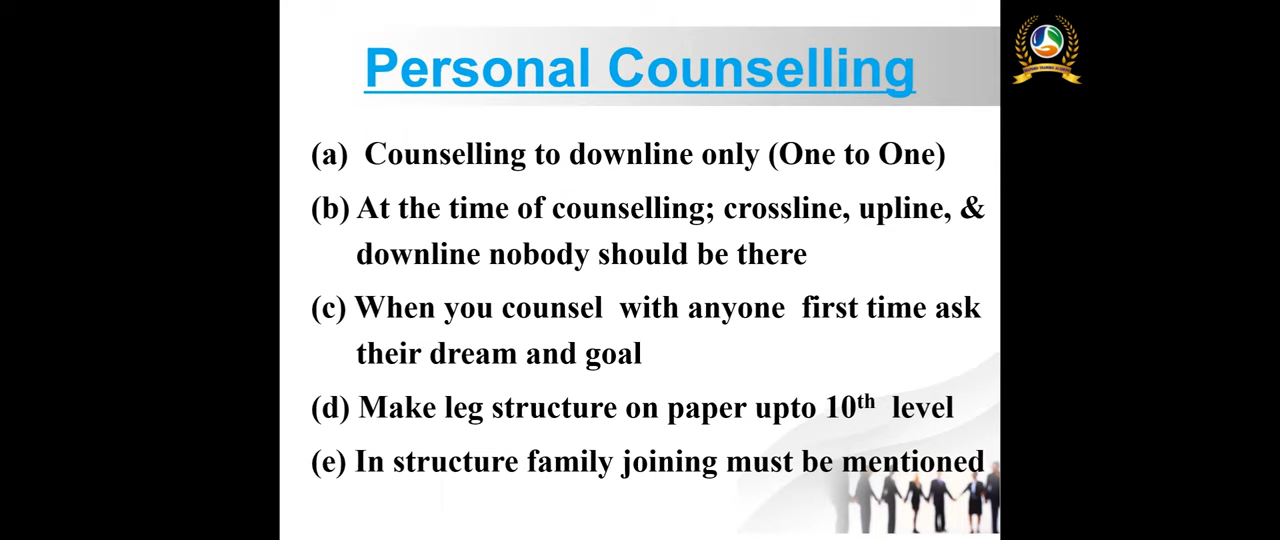 Personal Counselling
(a) Counselling to downline only (One to One)
(b) At the time of counselling; crossline, upline, &
downline nobody should be there
(c) When you counsel with anyone first time ask
their dream and goal
(d) Make leg structure on paper upto 10th level
(e) In structure family joining must be mentioned